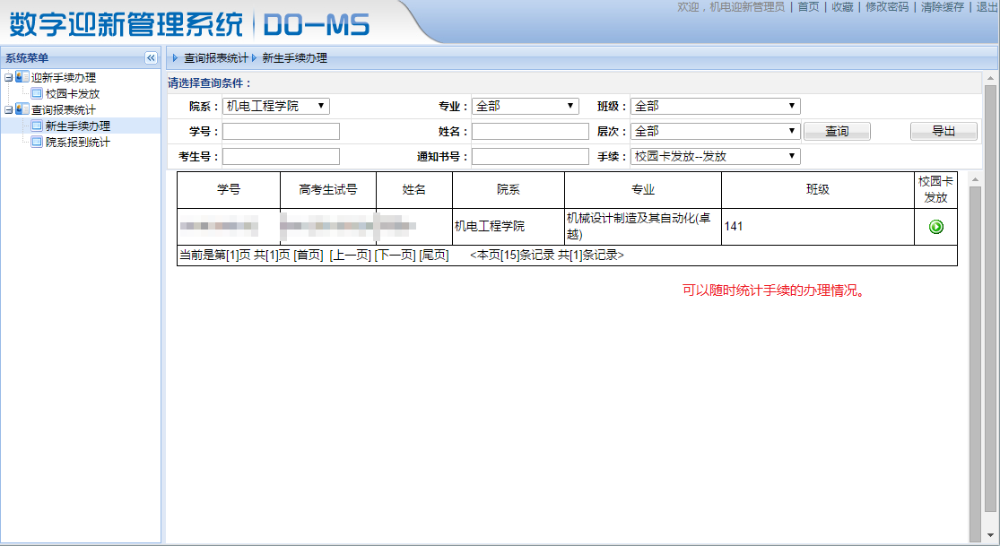 数字迎新管理系统 DO-MS
欢迎，机电迎新管理员 | 首页 | 收藏 | 修改密码 | 清除缓存 | 退出
系统菜单
迎新手续办理
校园卡发放
查询报表统计
新生手续办理
院系报到统计
查询报表统计 新生手续办理
请选择查询条件：
院系： 机电工程学院 专业： 全部 班级： 全部
学号： 姓名： 层次： 全部 查询 导出
考生号： 通知书号： 手续： 校园卡发放--发放
学号 高考生试号 姓名 院系 专业 班级 校园卡
发放
机电工程学院 机械设计制造及其自动化(卓 141
越)
当前是第[1]页 共[1]页 [首页] [上一页] [下一页] [尾页] <本页[15]条记录 共[1]条记录>
可以随时统计手续的办理情况。